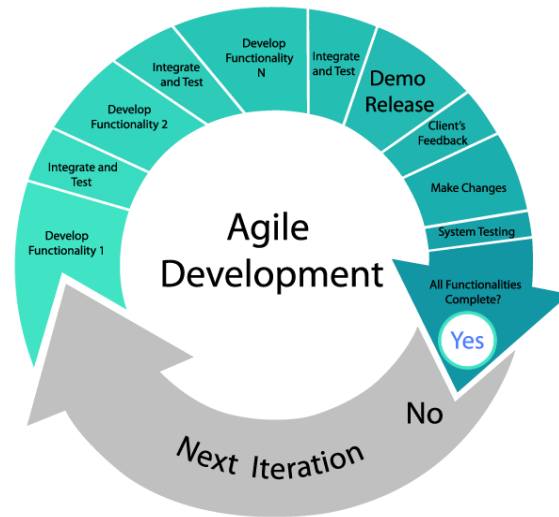 Develop
Functionality 1
Integrate and
Test
Develop
Functionality 2
Integrate
and Test
Develop
Functionality
N
Integrate
and Test
Demo
Release
Client's
Feedback
Make Changes
System Testing
All Functionalities
Complete?
Yes
No
Next Iteration
Agile
Development